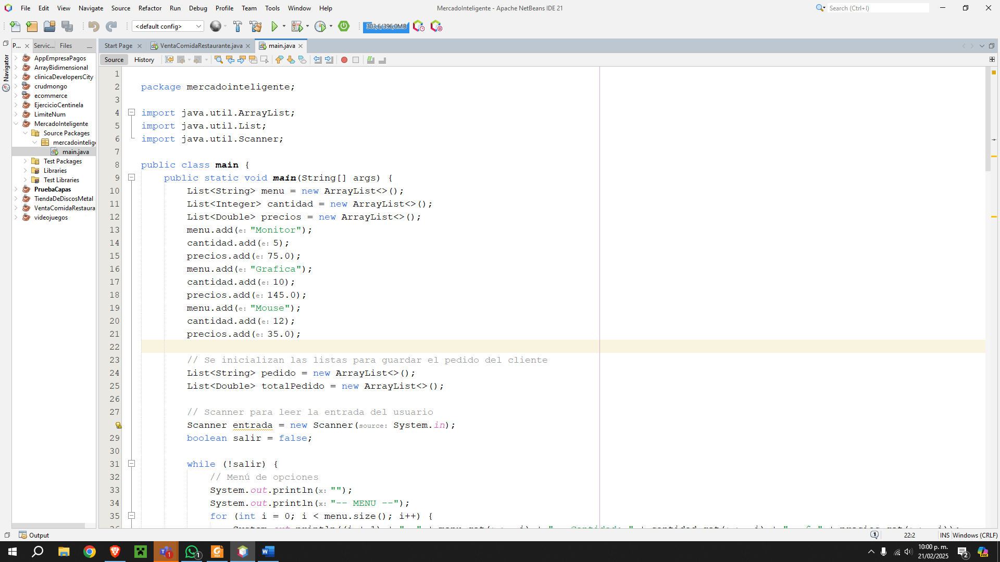 File Edit View Navigate Source Refactor Run Debug Profile Team Tools Window Help
MercadoInteligente - Apache NetBeans IDE 21
Search (Ctrl+I)
<default config>
303,6/396,0MB
P... Servic... Files
Start Page VentaComidaRestaurante.java main.java
Source History
Navigator
AppEmpresaPagos
ArrayBidimensional
clinicaDevelopersCity
crudmongo
ecommerce
EjercicioCentinela
LimiteNum
MercadoInteligente
Source Packages
mercadointelig
main.java
Test Packages
Libraries
Test Libraries
PruebaCapas
TiendaDeDiscosMetal
VentaComidaRestaura
videojuegos
1
2 package mercadointeligente;
3
4 import java.util.ArrayList;
5 import java.util.List;
6 import java.util.Scanner;
7
8 public class main {
9 public static void main(String[] args) {
10 List<String> menu = new ArrayList<>();
11 List<Integer> cantidad = new ArrayList<>();
12 List<Double> precios = new ArrayList<>();
13 menu.add(e: "Monitor");
14 cantidad.add(e: 5);
15 precios.add(e: 75.0);
16 menu.add(e: "Grafica");
17 cantidad.add(e: 10);
18 precios.add(e: 145.0);
19 menu.add(e: "Mouse");
20 cantidad.add(e: 12);
21 precios.add(e: 35.0);
22
23 // Se inicializan las listas para guardar el pedido del cliente
24 List<String> pedido = new ArrayList<>();
25 List<Double> totalPedido = new ArrayList<>();
26
27 // Scanner para leer la entrada del usuario
Scanner entrada = new Scanner(source: System.in);
29 boolean salir = false;
30
31 while (!salir) {
32 // Menú de opciones
33 System.out.println(x: "");
34 System.out.println(x: "-- MENU --");
35 for (int i = 0; i < menu.size(); i++) {
Output
1
22:2
INS Windows (CRLF)
1
1
10:00 p. m.
21/02/2025
2
PRE